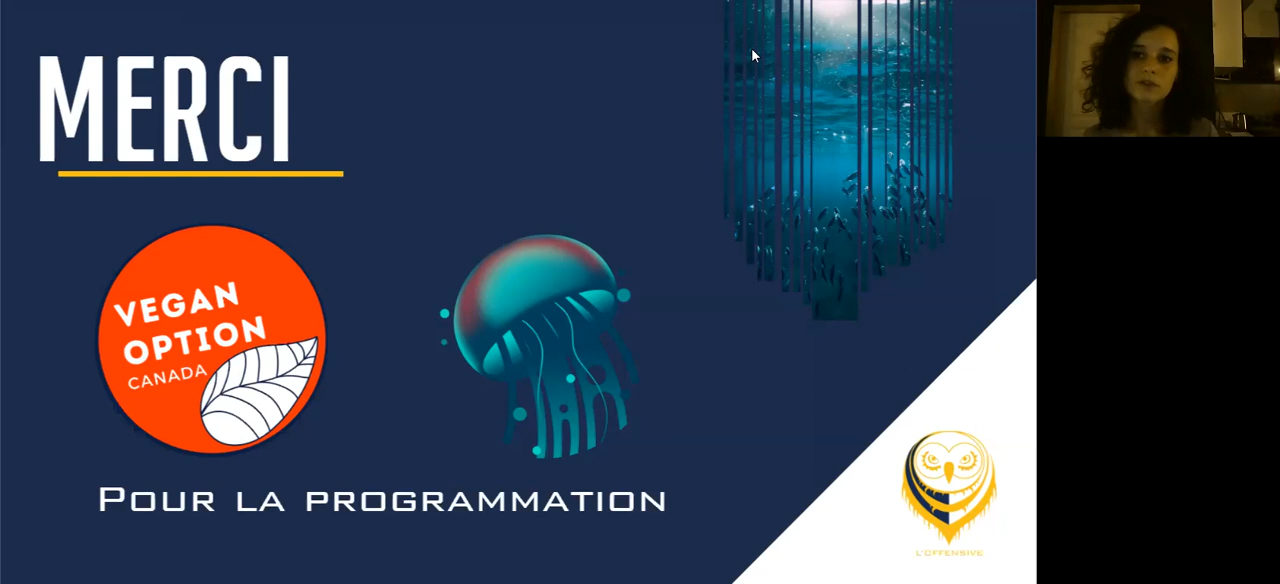 MERCI
VEGAN
OPTION
CANADA
POUR LA PROGRAMMATION
L'OFFENSIVE